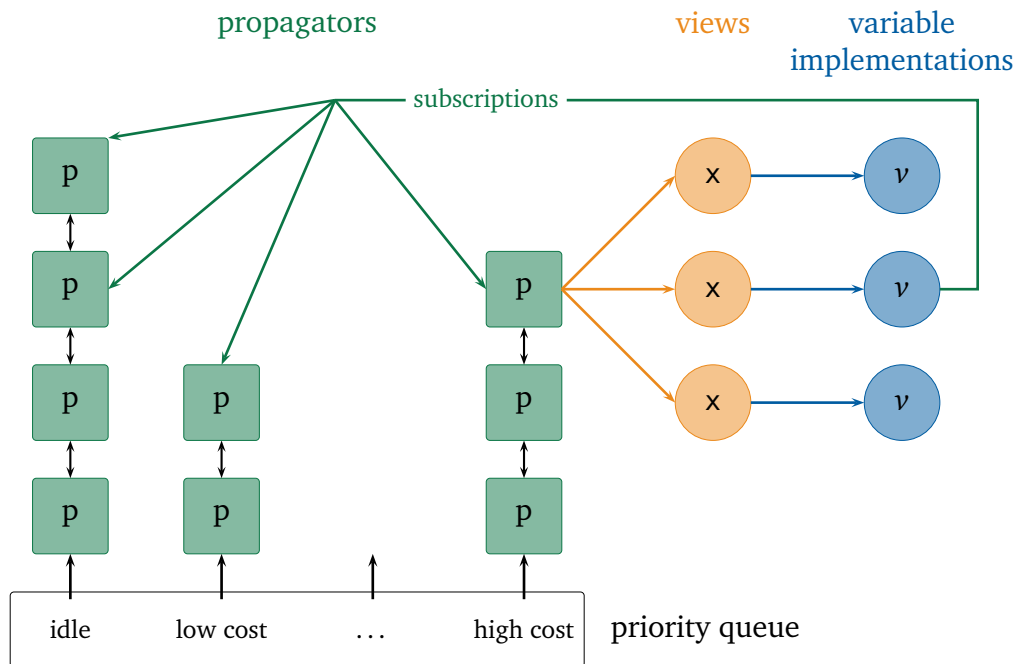 propagators
views
variable
implementations
subscriptions
p
x
ν
p
p
x
ν
p
p
p
x
ν
p
p
p
idle
low cost
...
high cost
priority queue